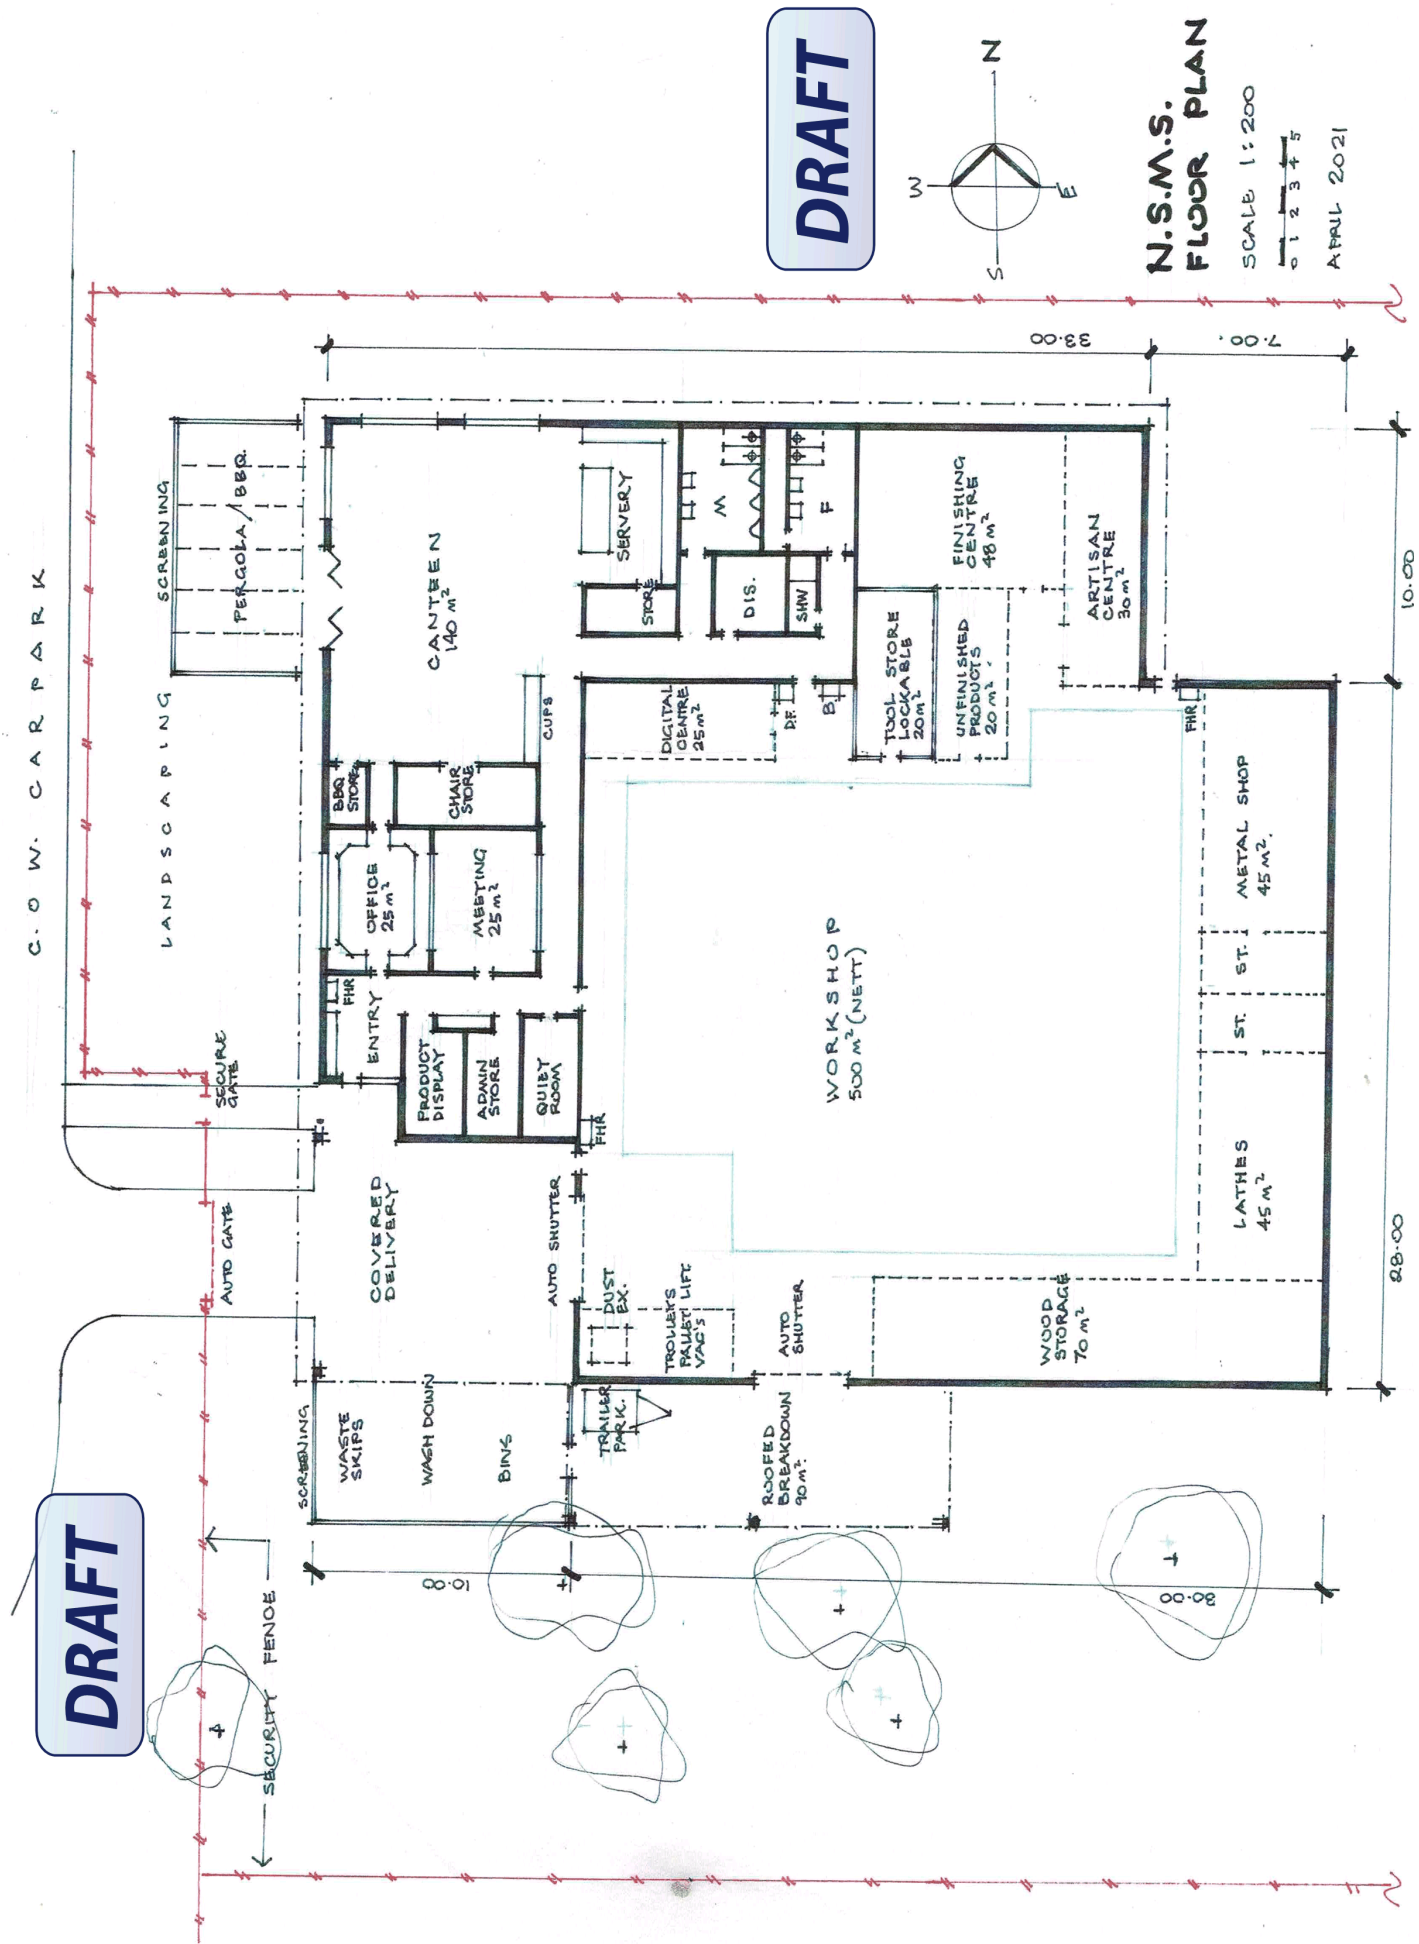 C.O.W. CARPARK
LANDSCAPING
SCREENING
PERGOLA/BBQ.
SECURE
GATE
AUTO GATE
SECURITY FENCE
DRAFT
SCREENING
WASTE
SKIPS
WASH DOWN
BINS
COVERED
DELIVERY
AUTO SHUTTER
ENTRY
FHR
PRODUCT
DISPLAY
ADMIN
STORE
QUIET
ROOM
FHR
OFFICE
25 m²
MEETING
25 m²
BBQ
STORE
CHAIR
STORE
CUPS
CANTEEN
140 m²
SERVERY
STORE
M
F
DIS.
SHW
DIGITAL
CENTRE
25 m²
DF.
B
TOOL STORE
LOCKABLE
20 m²
UNFINISHED
PRODUCTS
20 m².
FINISHING
CENTRE
48 m²
ARTISAN
CENTRE
30 m²
FHR
TRAILER
PARK.
DUST
EX.
TROLLEYS
PALLET LIFT
VAC'S
AUTO
SHUTTER
ROOFED
BREAKDOWN
90 m².
WORKSHOP
500 m² (NETT)
WOOD
STORAGE
70 m²
LATHES
45 m²
ST.
ST.
METAL SHOP
45 m².
10.00
30.00
28.00
10.00
33.00
7.00.
DRAFT
W
N
S
E
N.S.M.S.
FLOOR PLAN
SCALE 1:200
0 1 2 3 4 5
APRIL 2021